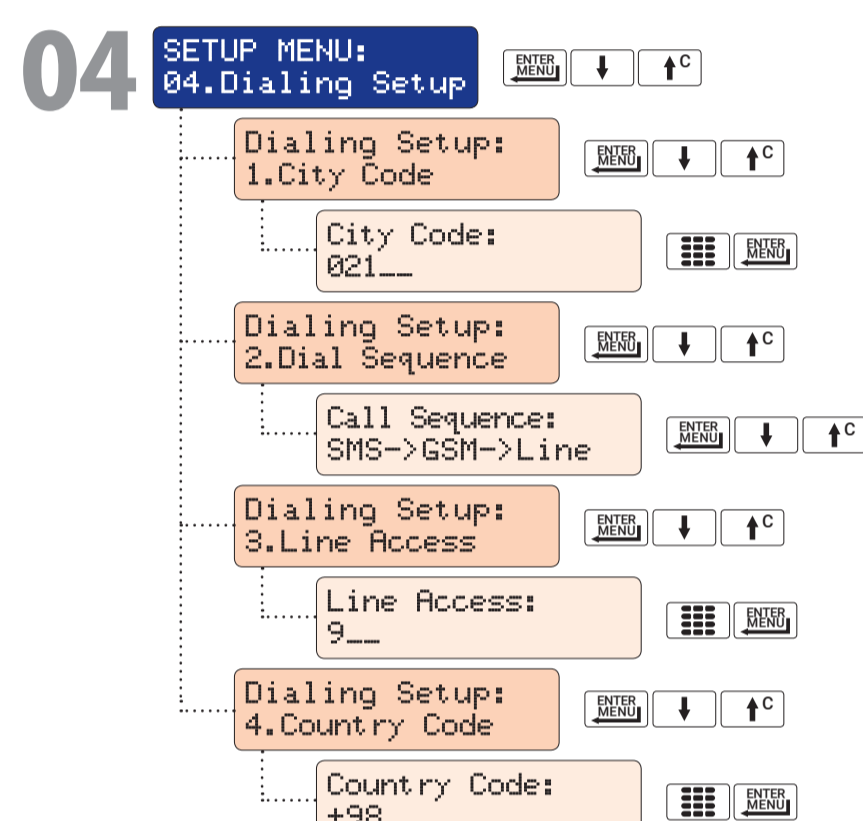 04
SETUP MENU:
04.Dialing Setup
ENTER
MENU
C
Dialing Setup:
1.City Code
ENTER
MENU
C
City Code:
021__
ENTER
MENU
Dialing Setup:
2.Dial Sequence
ENTER
MENU
C
Call Sequence:
SMS->GSM->Line
ENTER
MENU
C
Dialing Setup:
3.Line Access
ENTER
MENU
C
Line Access:
9__
ENTER
MENU
Dialing Setup:
4.Country Code
ENTER
MENU
C
Country Code:
+98
ENTER
MENU